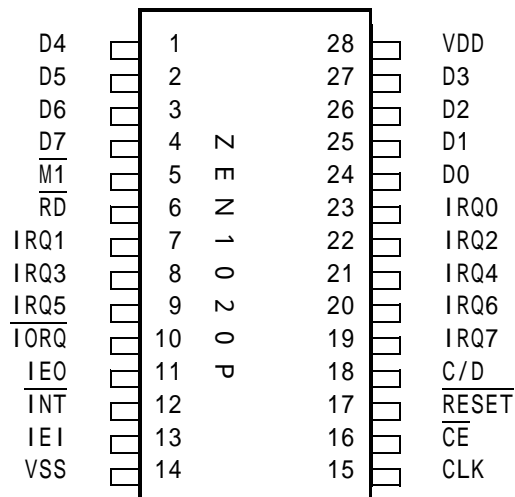 D4 1 28 VDD
D5 2 27 D3
D6 3 26 D2
D7 4 25 D1
M1 5 24 D0
RD 6 23 IRQ0
IRQ1 7 22 IRQ2
IRQ3 8 21 IRQ4
IRQ5 9 20 IRQ6
IORQ 10 19 IRQ7
IEO 11 18 C/D
INT 12 17 RESET
IEI 13 16 CE
VSS 14 15 CLK
ZEN1020P